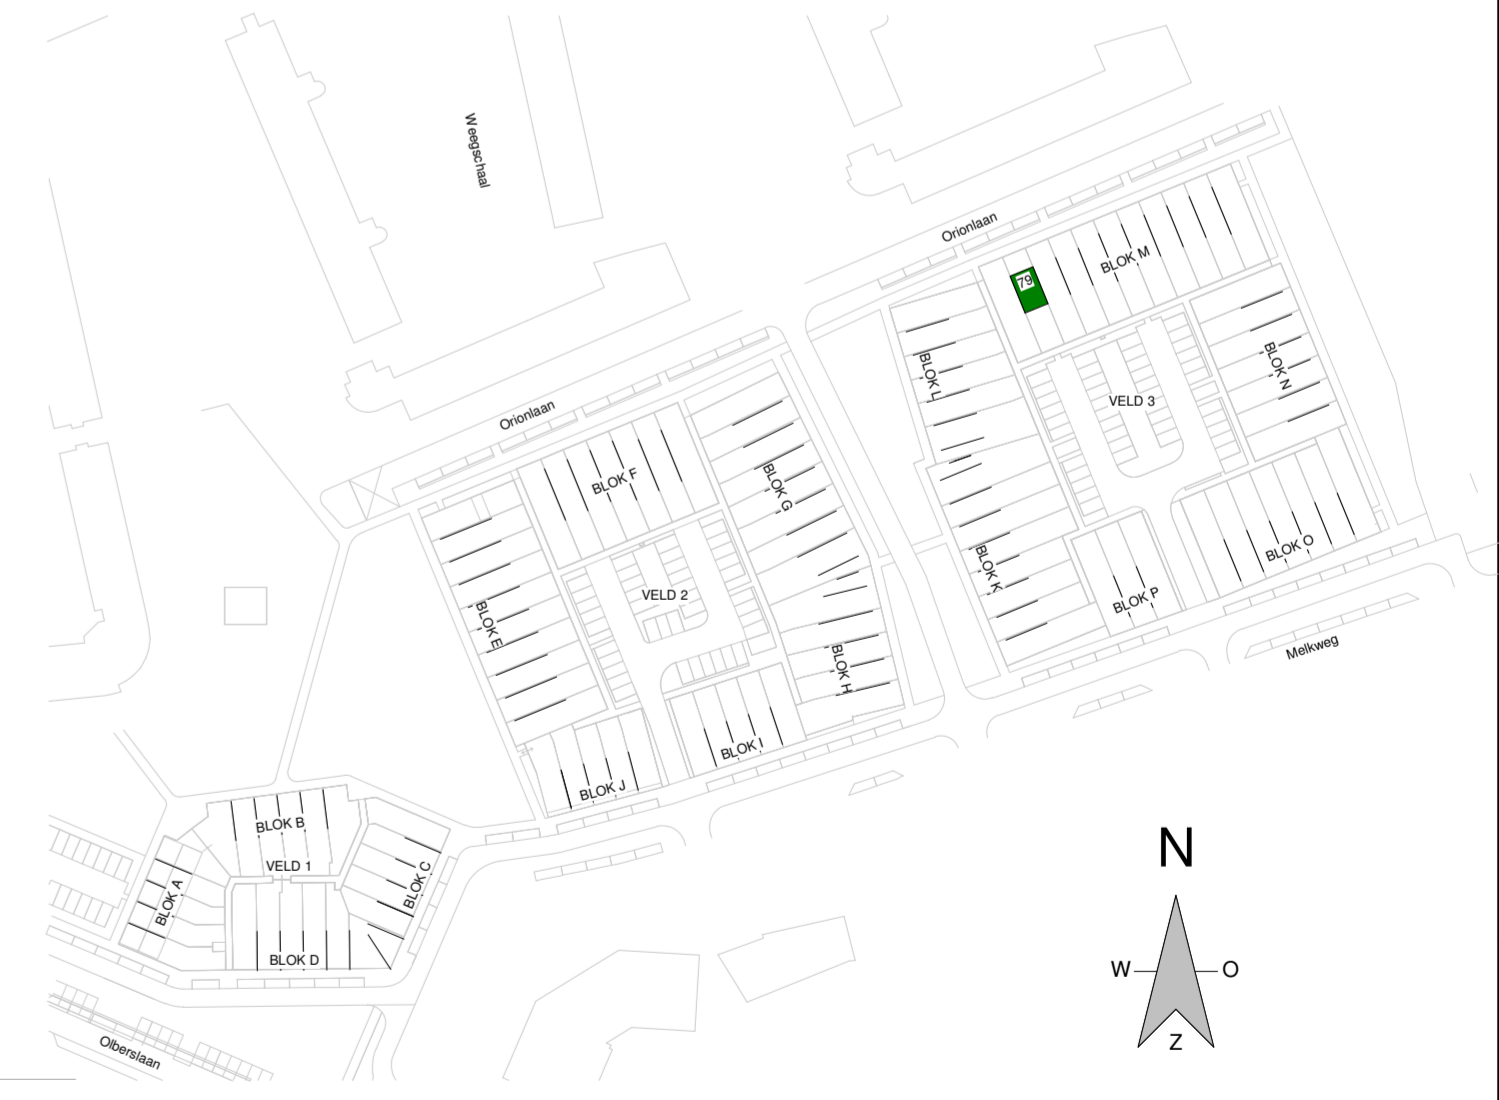 Weegschaal
Orionlaan
79
BLOK M
BLOK L
BLOK N
VELD 3
Orionlaan
BLOK F
BLOK G
BLOK K
BLOK O
BLOK P
VELD 2
BLOK E
BLOK H
Melkweg
BLOK I
BLOK J
BLOK B
VELD 1
BLOK C
BLOK A
BLOK D
Olberslaan
N
W O
Z